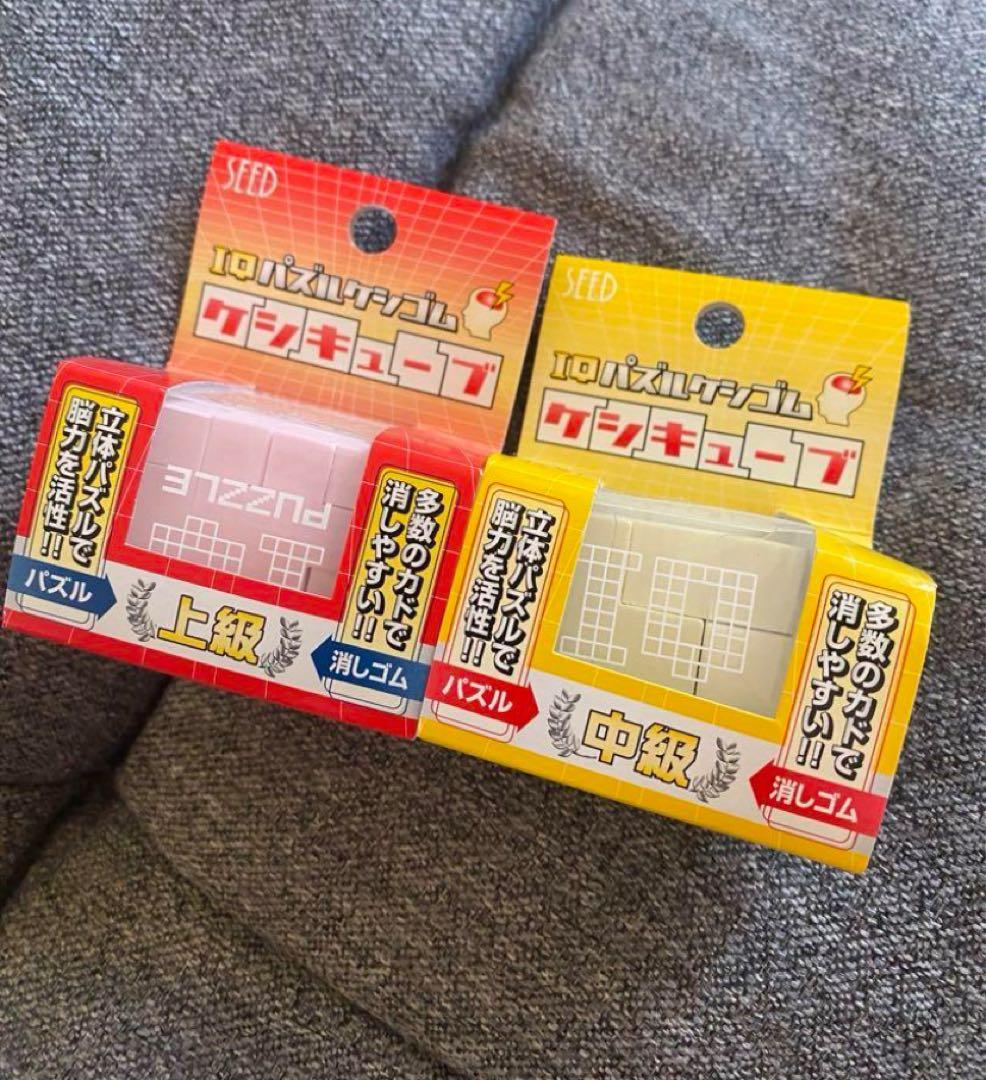 SEED
IQパズルケシゴム
ケシキューブ
立体パズルで
脳力を活性!!
パズル
PUZZLE
多数のカドで
消しやすい!!
消しゴム
上級
SEED
IQパズルケシゴム
ケシキューブ
立体パズルで
脳力を活性!!
パズル
IQ
多数のカドで
消しやすい!!
消しゴム
中級